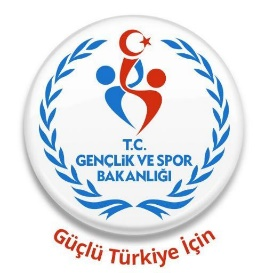 T.C.
GENÇLİK VE SPOR
BAKANLIĞI
Güçlü Türkiye İçin